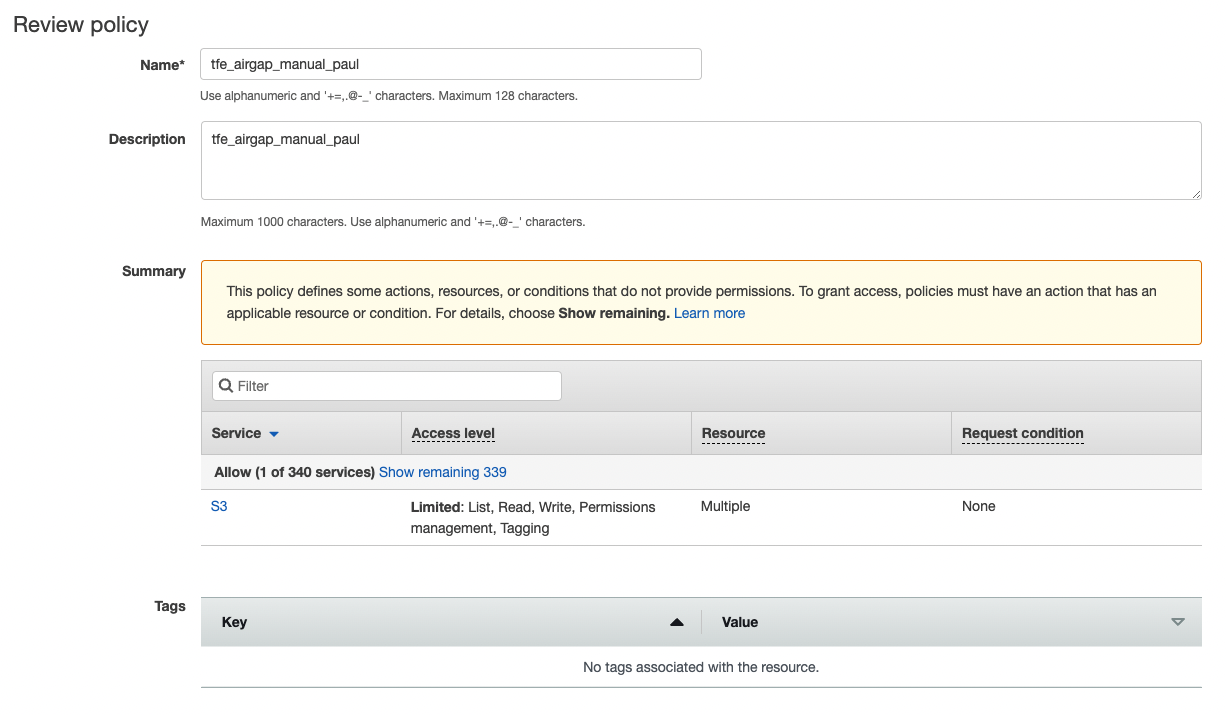 Review policy
Name*
tfe_airgap_manual_paul
Use alphanumeric and '+=,.@-_' characters. Maximum 128 characters.
Description
tfe_airgap_manual_paul
Maximum 1000 characters. Use alphanumeric and '+=,.@-_' characters.
Summary
This policy defines some actions, resources, or conditions that do not provide permissions. To grant access, policies must have an action that has an
applicable resource or condition. For details, choose Show remaining. Learn more
Filter
Service Access level Resource Request condition
Allow (1 of 340 services) Show remaining 339
S3 Limited: List, Read, Write, Permissions Multiple None
management, Tagging
Tags
Key Value
No tags associated with the resource.